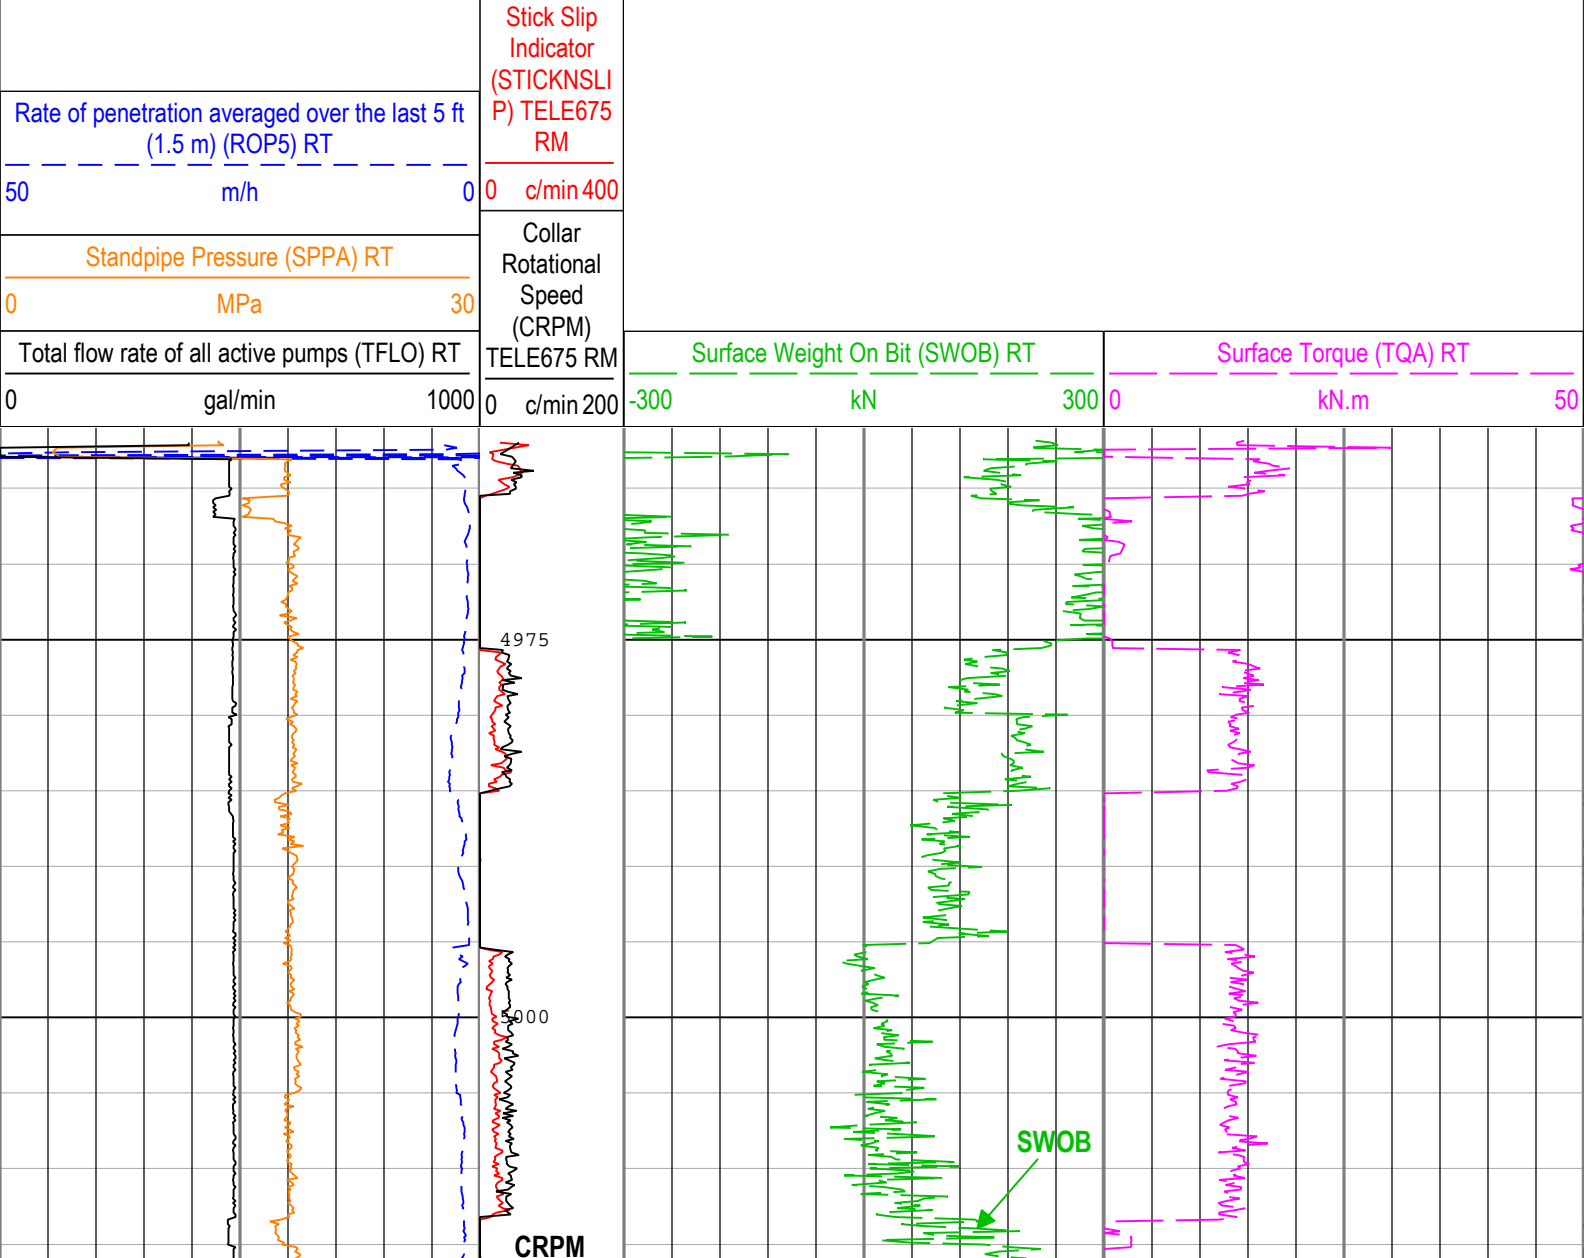 Stick Slip
Indicator
(STICKNSLI
P) TELE675
RM
0 c/min 400
Rate of penetration averaged over the last 5 ft
(1.5 m) (ROP5) RT
50 m/h 0
Collar
Rotational
Speed
(CRPM)
TELE675 RM
0 c/min 200
Standpipe Pressure (SPPA) RT
0 MPa 30
Total flow rate of all active pumps (TFLO) RT
0 gal/min 1000
Surface Weight On Bit (SWOB) RT
-300 kN 300
Surface Torque (TQA) RT
0 kN.m 50
4975
5000
SWOB
CRPM